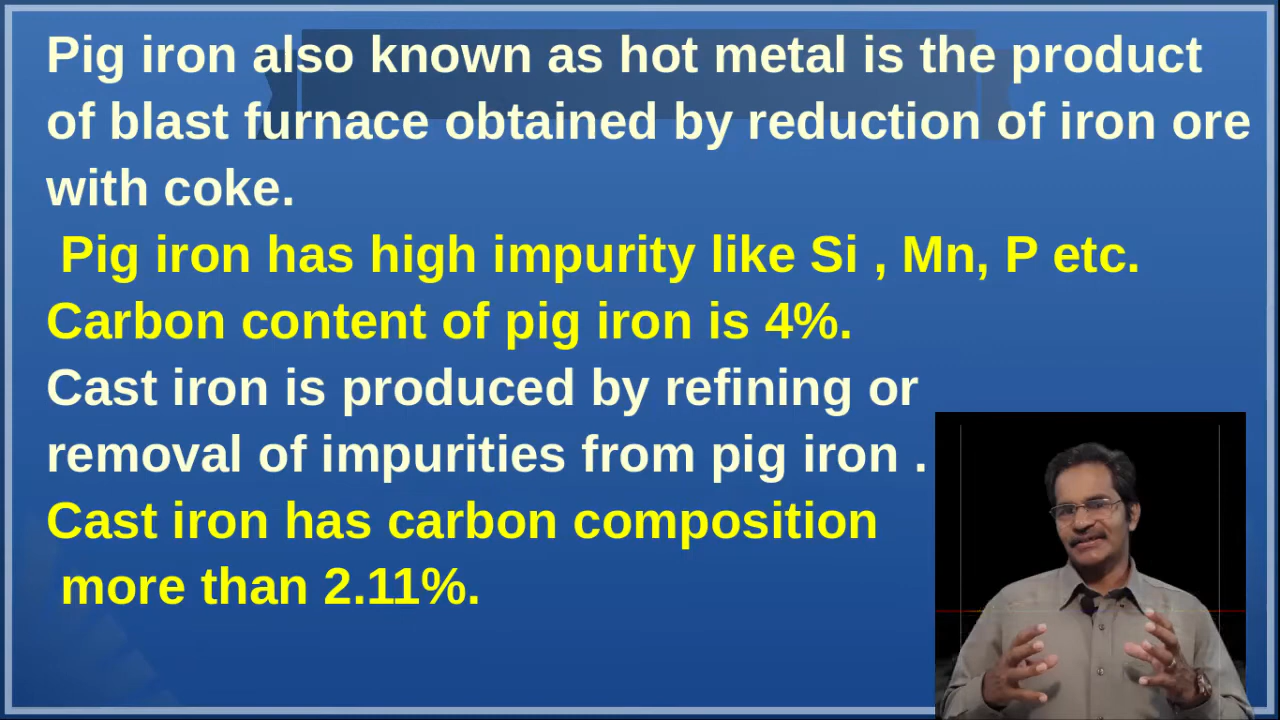 Pig iron also known as hot metal is the product
of blast furnace obtained by reduction of iron ore
with coke.
Pig iron has high impurity like Si , Mn, P etc.
Carbon content of pig iron is 4%.
Cast iron is produced by refining or
removal of impurities from pig iron .
Cast iron has carbon composition
more than 2.11%.